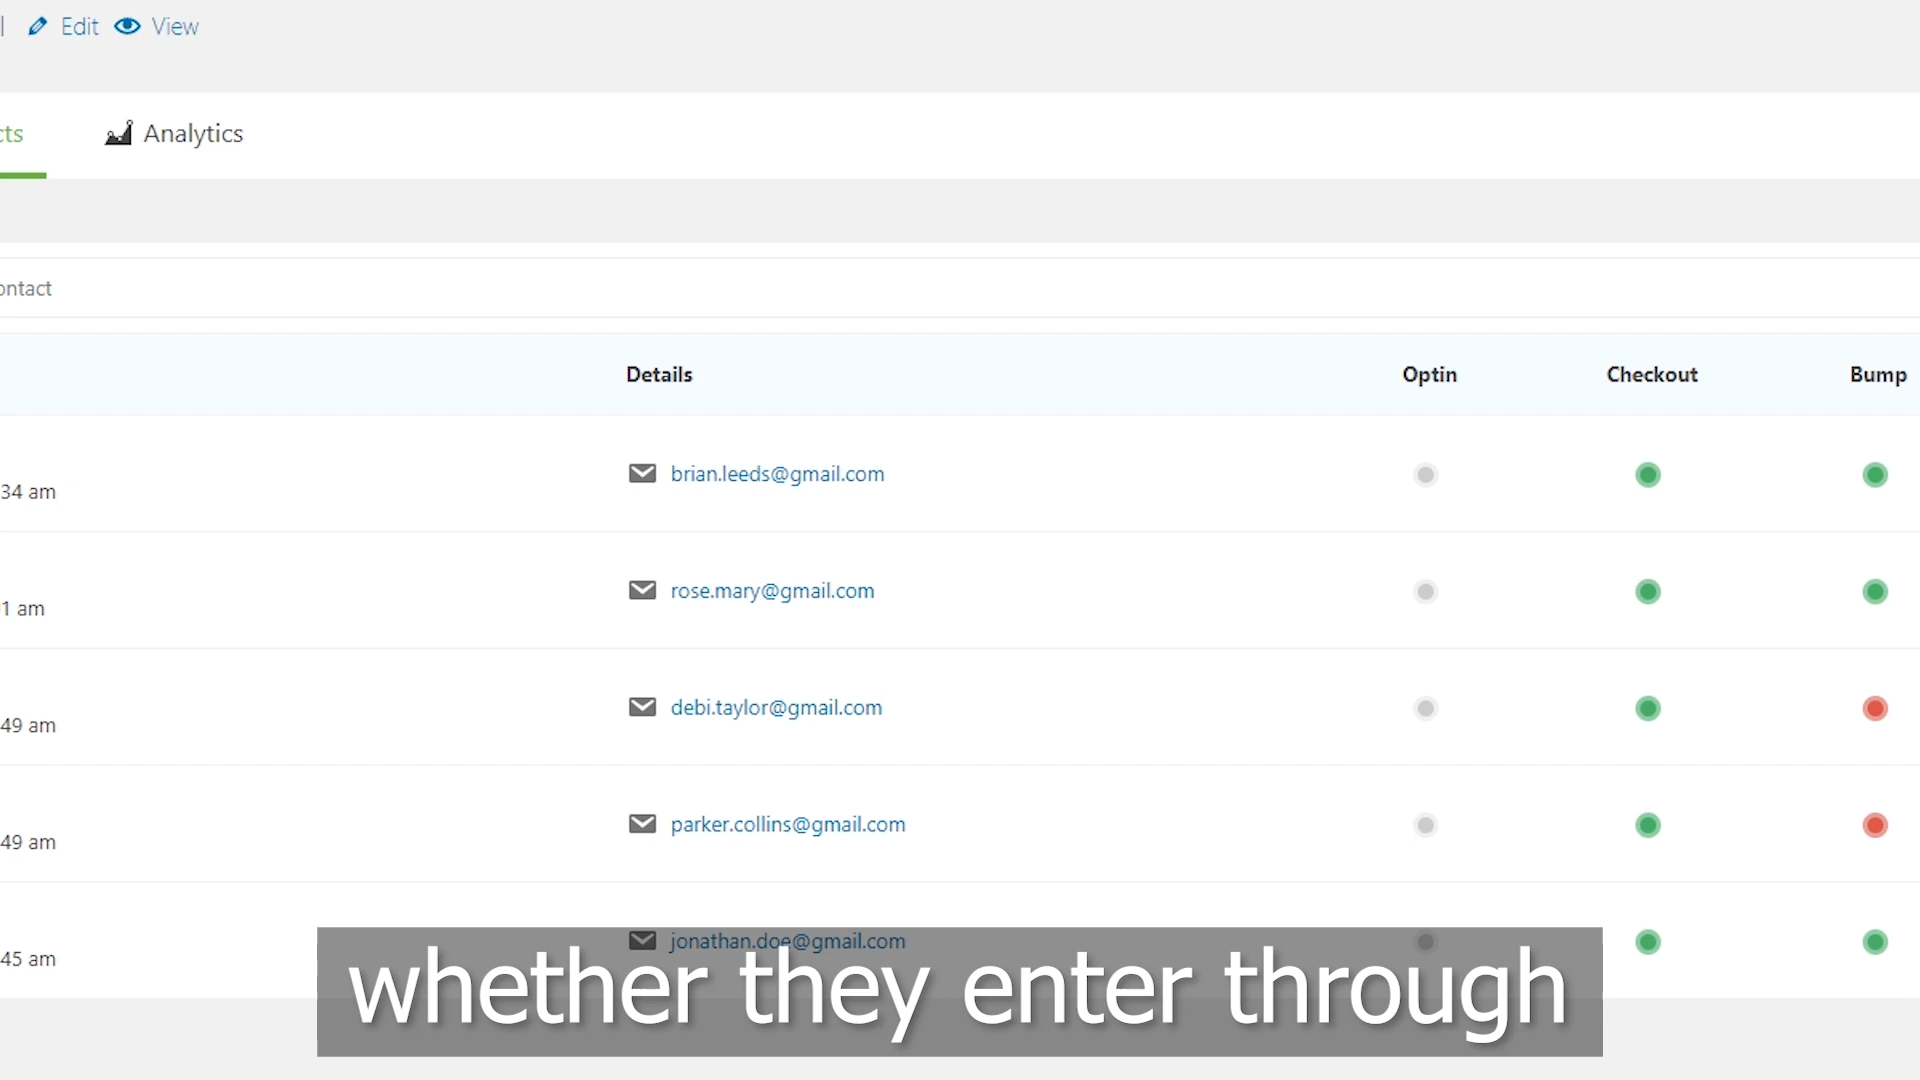 Edit View
cts Analytics
ontact
Details Optin Checkout Bump
brian.leeds@gmail.com
34 am
rose.mary@gmail.com
1 am
debi.taylor@gmail.com
49 am
parker.collins@gmail.com
49 am
jonathan.doe@gmail.com
45 am
whether they enter through